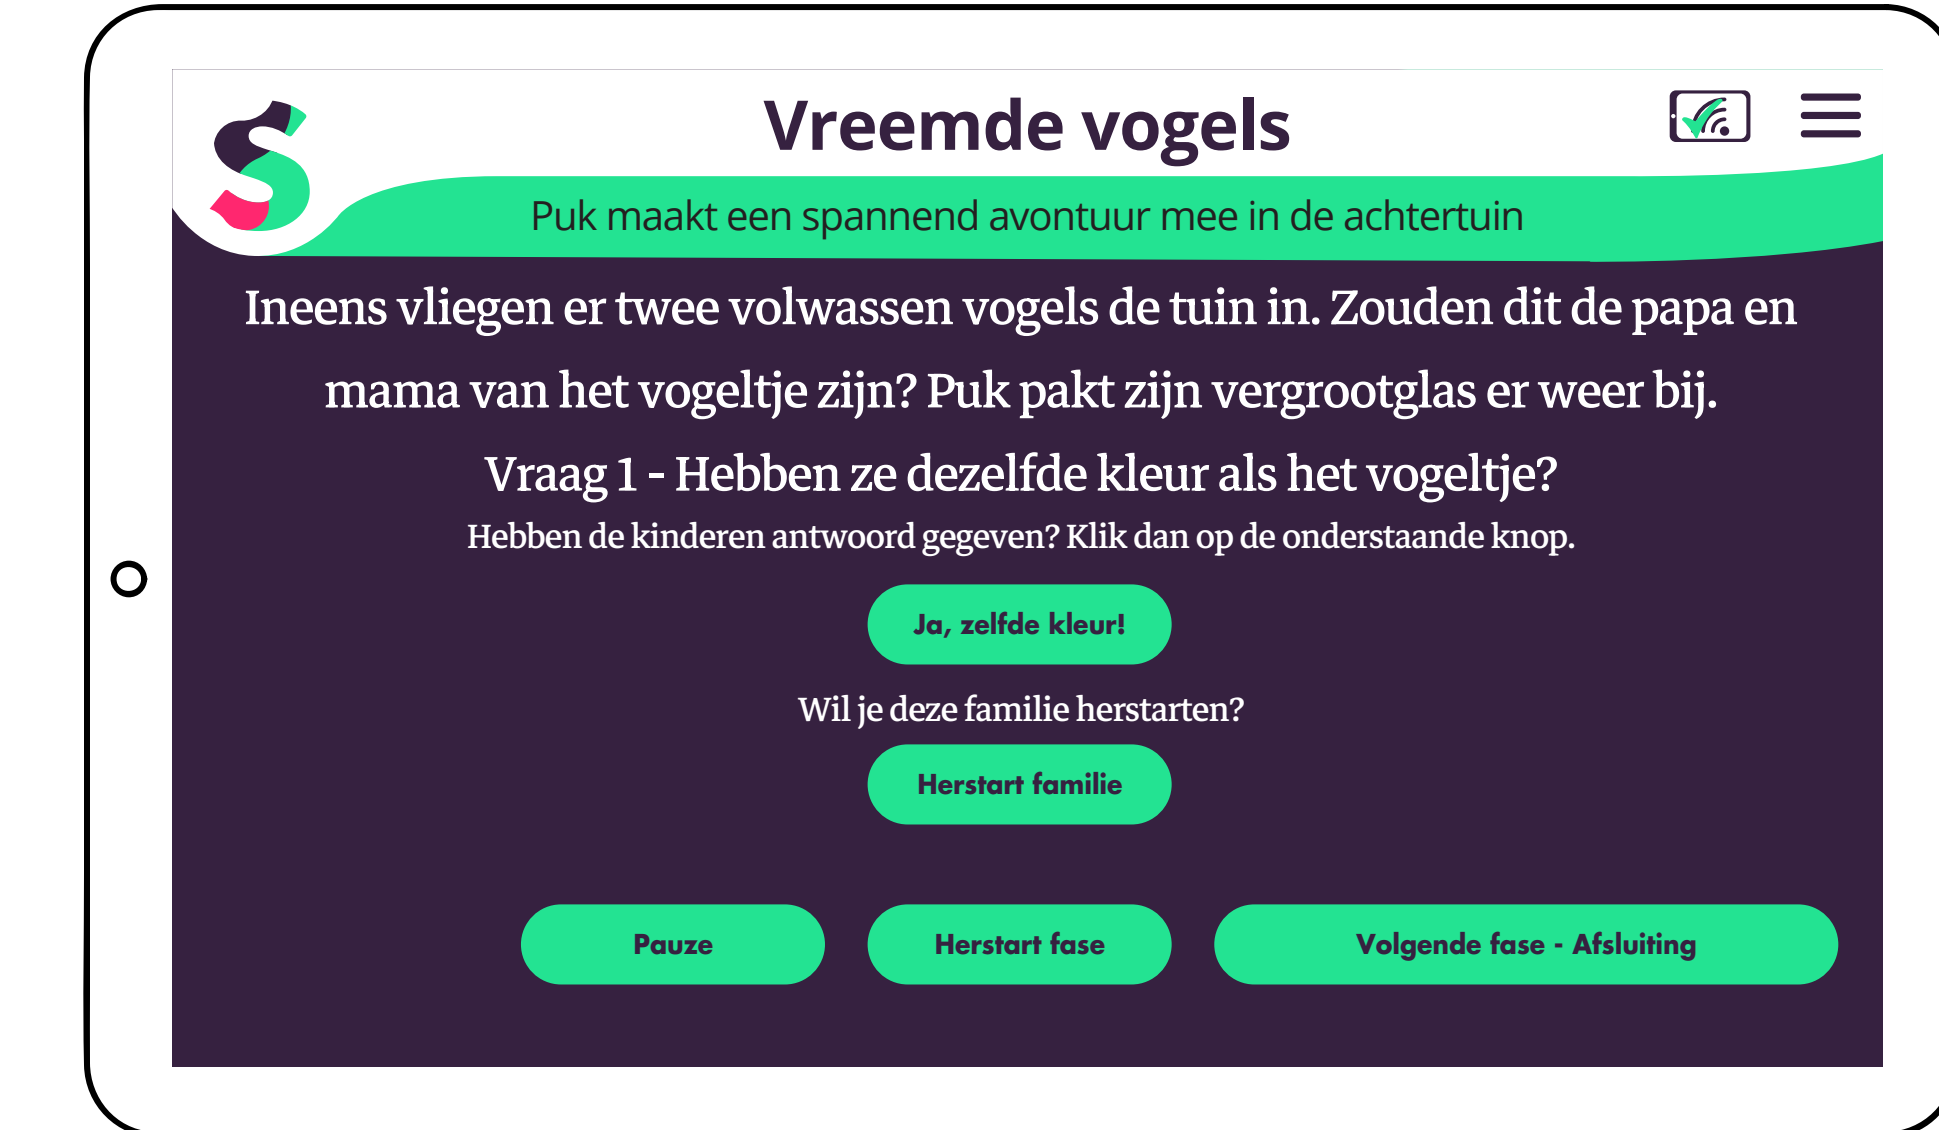 Vreemde vogels
Puk maakt een spannend avontuur mee in de achtertuin
Ineens vliegen er twee volwassen vogels de tuin in. Zouden dit de papa en
mama van het vogeltje zijn? Puk pakt zijn vergrootglas er weer bij.
Vraag 1 - Hebben ze dezelfde kleur als het vogeltje?
Hebben de kinderen antwoord gegeven? Klik dan op de onderstaande knop.
Ja, zelfde kleur!
Wil je deze familie herstarten?
Herstart familie
Pauze
Herstart fase
Volgende fase - Afsluiting